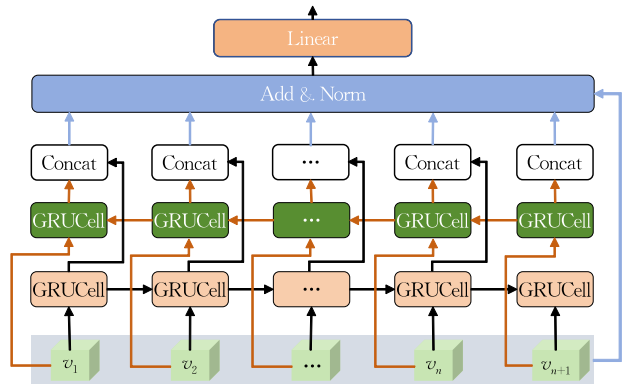 Linear
Add & Norm
Concat Concat ... Concat Concat
GRUCell GRUCell ... GRUCell GRUCell
GRUCell GRUCell ... GRUCell GRUCell
v1 v2 ... vn vn+1